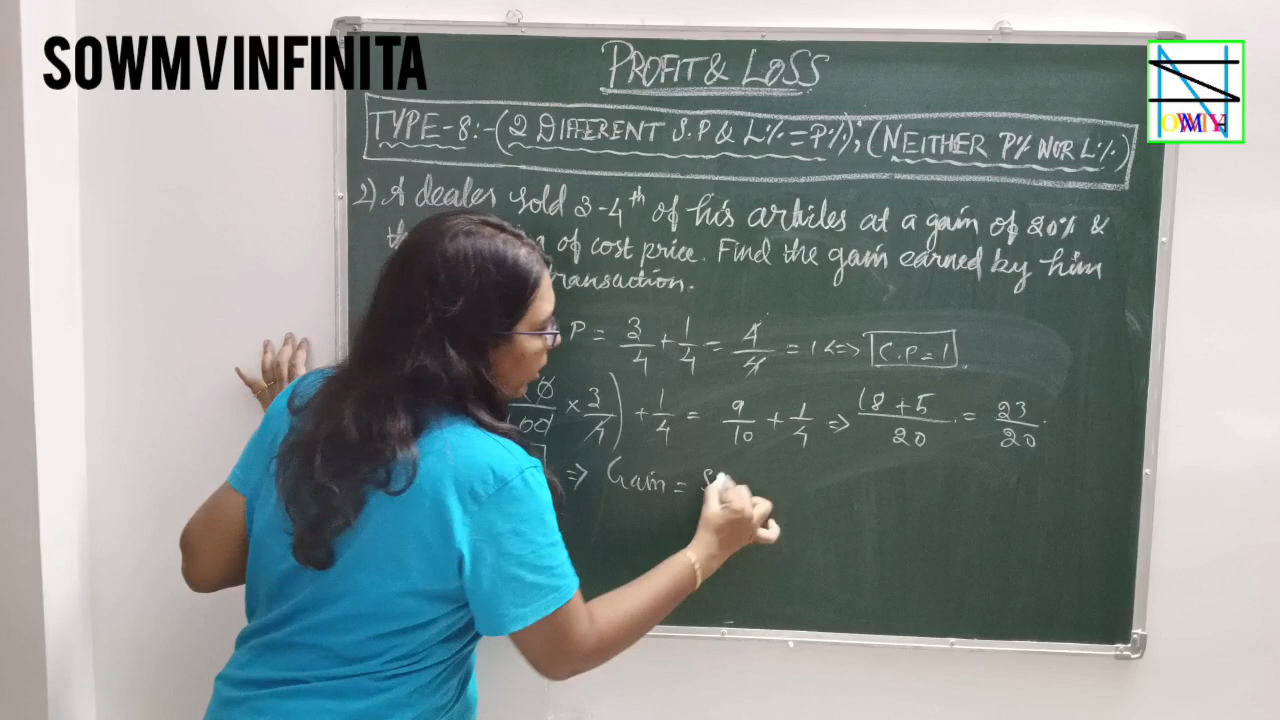 SOWMVINFINITA
PROFIT & LOSS
TYPE-8:-(2 DIFFERENT S.P & L%=P%); (NEITHER P% NOR L%)
2) A dealer sold 3-4th of his articles at a gain of 20% &
of cost price. Find the gain earned by him
transaction.
P = 3/4 + 1/4 = 4/4 = 1 <=> C.P = 1
× 3/4) + 1/4 = 9/10 + 1/4 => 18+5/20 = 23/20
=> Gain = S